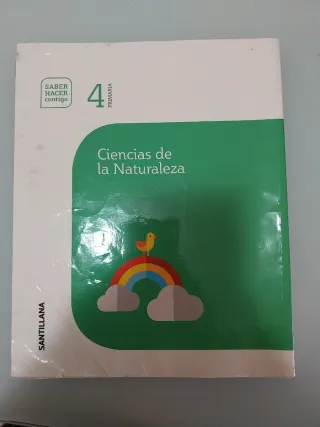 SABER
HACER
contigo
4
PRIMARIA
Ciencias de
la Naturaleza
SANTILLANA